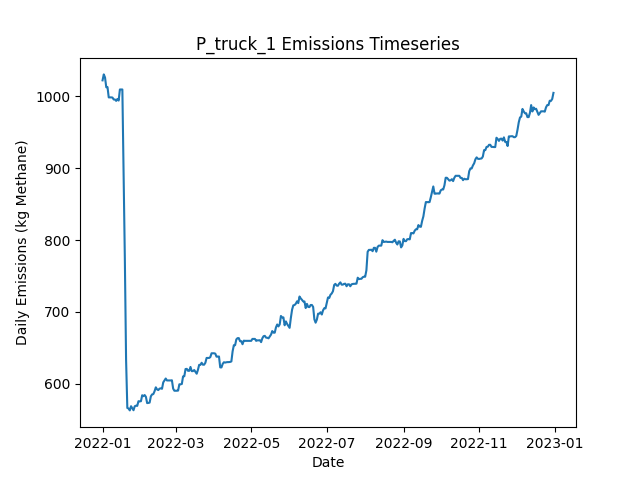 P_truck_1 Emissions Timeseries
Daily Emissions (kg Methane)
1000
900
800
700
600
2022-01 2022-03 2022-05 2022-07 2022-09 2022-11 2023-01
Date